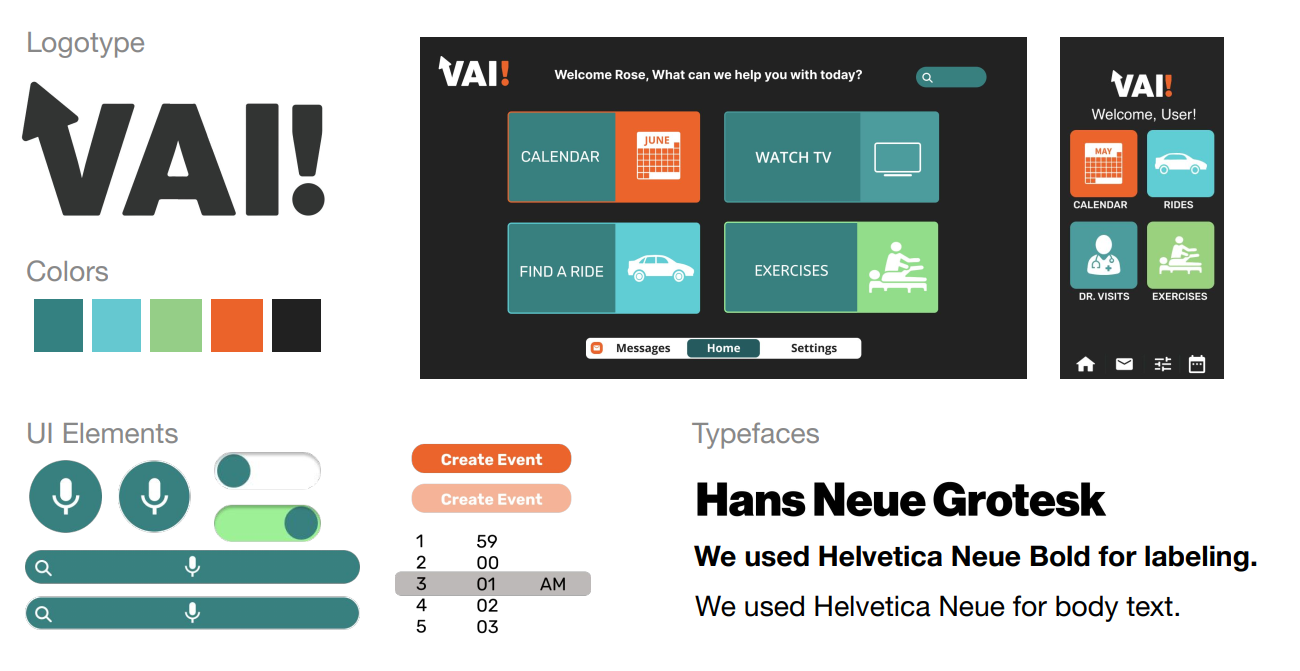 Logotype
VAI!
Colors
VAI!
Welcome Rose, What can we help you with today?
CALENDAR
JUNE
WATCH TV
FIND A RIDE
EXERCISES
Messages
Home
Settings
VAI!
Welcome, User!
MAY
CALENDAR
RIDES
DR. VISITS
EXERCISES
UI Elements
Create Event
Create Event
1 59
2 00
3 01 AM
4 02
5 03
Typefaces
Hans Neue Grotesk
We used Helvetica Neue Bold for labeling.
We used Helvetica Neue for body text.